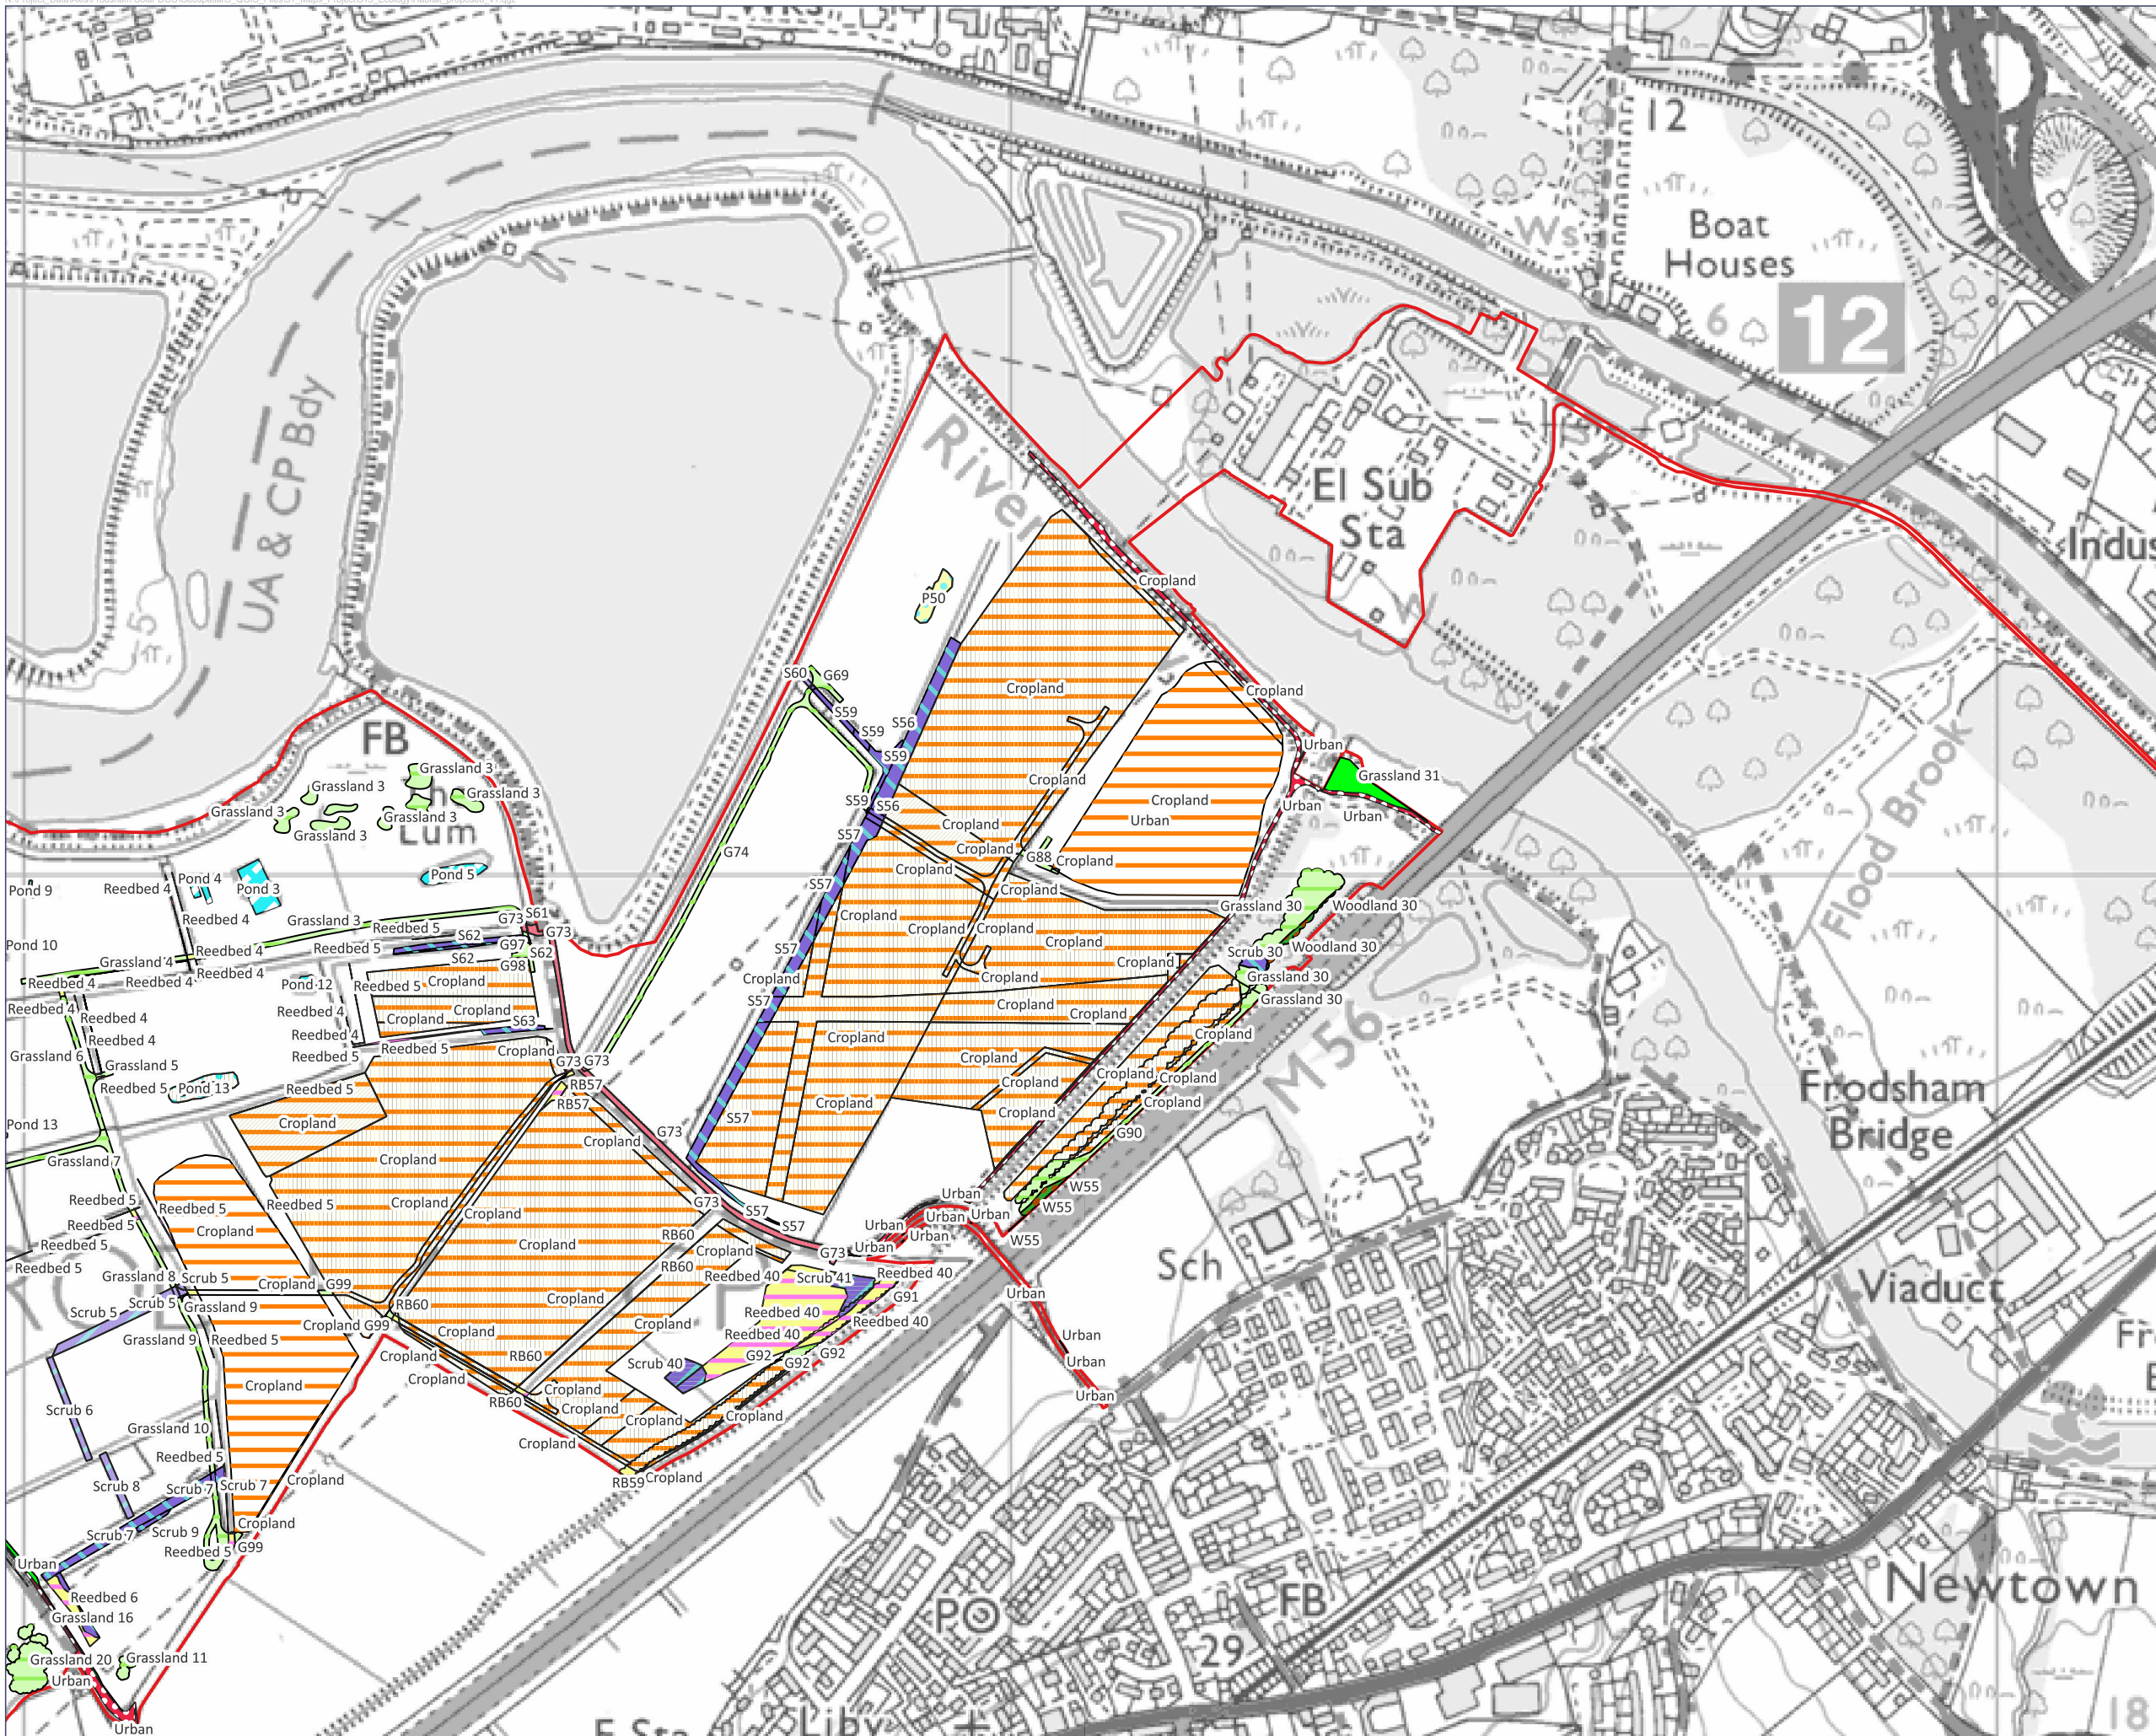 12
Boat
Houses
Ws
6
12
10
River
UA & CP Bdy
5
El Sub
Sta
Indus
FB
The
Lum
Flood Brook
M 56
Frodsham
Bridge
Viaduct
Sch
Newtown
PO
FB
29
18
Liby
Cropland
P50
S60
G69
S59
S59
S56
S59
Cropland
Cropland
Urban
Grassland 31
Urban
Urban
Cropland
Cropland
Urban
S59
S56
S57
Cropland
Cropland
G88
Cropland
Cropland
Cropland
G74
S57
Grassland 3
Grassland 3
Grassland 3
Grassland 3
Grassland 3
Grassland 3
Pond 9
Reedbed 4
Pond 4
Pond 3
Pond 5
Reedbed 4
Grassland 3
Reedbed 5
G73
S61
G73
Pond 10
Grassland 4
Reedbed 4
Reedbed 5
S62
G97
S62
S62
G98
Reedbed 4
Reedbed 4
Reedbed 4
Pond 12
Reedbed 5
Cropland
Reedbed 4
Reedbed 4
Reedbed 4
Cropland
Cropland
S63
Reedbed 4
Reedbed 4
Grassland 6
Grassland 5
Reedbed 5
Reedbed 5
Cropland
Reedbed 5
Pond 13
Reedbed 5
G73
G73
RB57
RB57
Pond 13
Cropland
Cropland
G73
Grassland 7
Cropland
Cropland
Cropland
Cropland
Cropland
Cropland
S57
Cropland
S57
Cropland
Cropland
Cropland
Cropland
Cropland
Cropland
Cropland
Cropland
Cropland
Cropland
S57
Grassland 30
Woodland 30
Woodland 30
Scrub 30
Grassland 30
Grassland 30
Cropland
Cropland
Cropland
Cropland
G90
W55
W55
W55
Reedbed 5
Reedbed 5
Reedbed 5
Reedbed 5
Reedbed 5
Reedbed 5
Cropland
Cropland
Cropland
G73
S57
S57
G73
RB60
RB60
Cropland
Urban
Urban
Urban
Urban
Urban
Urban
Reedbed 40
Scrub 41
Reedbed 40
G91
Reedbed 40
Reedbed 40
Reedbed 40
G92
G92
G92
Scrub 40
Urban
Urban
Urban
Urban
Grassland 8
Scrub 5
Cropland
G99
Scrub 5
Scrub 5
Grassland 9
Grassland 9
Reedbed 5
RB60
Cropland
G99
Cropland
Cropland
Cropland
Cropland
Cropland
RB60
RB60
Cropland
Cropland
Cropland
Cropland
Cropland
RB59
Cropland
Cropland
Scrub 6
Grassland 10
Reedbed 5
Scrub 8
Scrub 7
Scrub 7
Cropland
Scrub 7
Scrub 9
Cropland
Reedbed 5
G99
Urban
Reedbed 6
Grassland 16
Grassland 20
Grassland 11
Urban
Urban